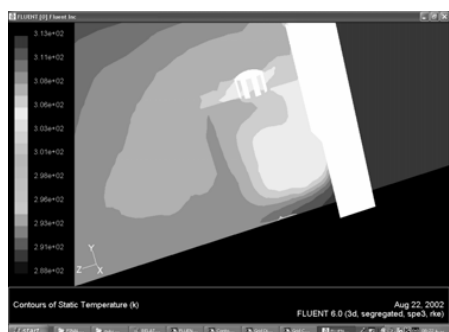 FLUENT [0] Fluent Inc
3.13e+02
3.11e+02
3.08e+02
3.06e+02
3.03e+02
3.01e+02
2.98e+02
2.96e+02
2.93e+02
2.91e+02
2.88e+02
Y
Z X
Contours of Static Temperature (k)
Aug 22, 2002
FLUENT 6.0 (3d, segregated, spe3, rke)